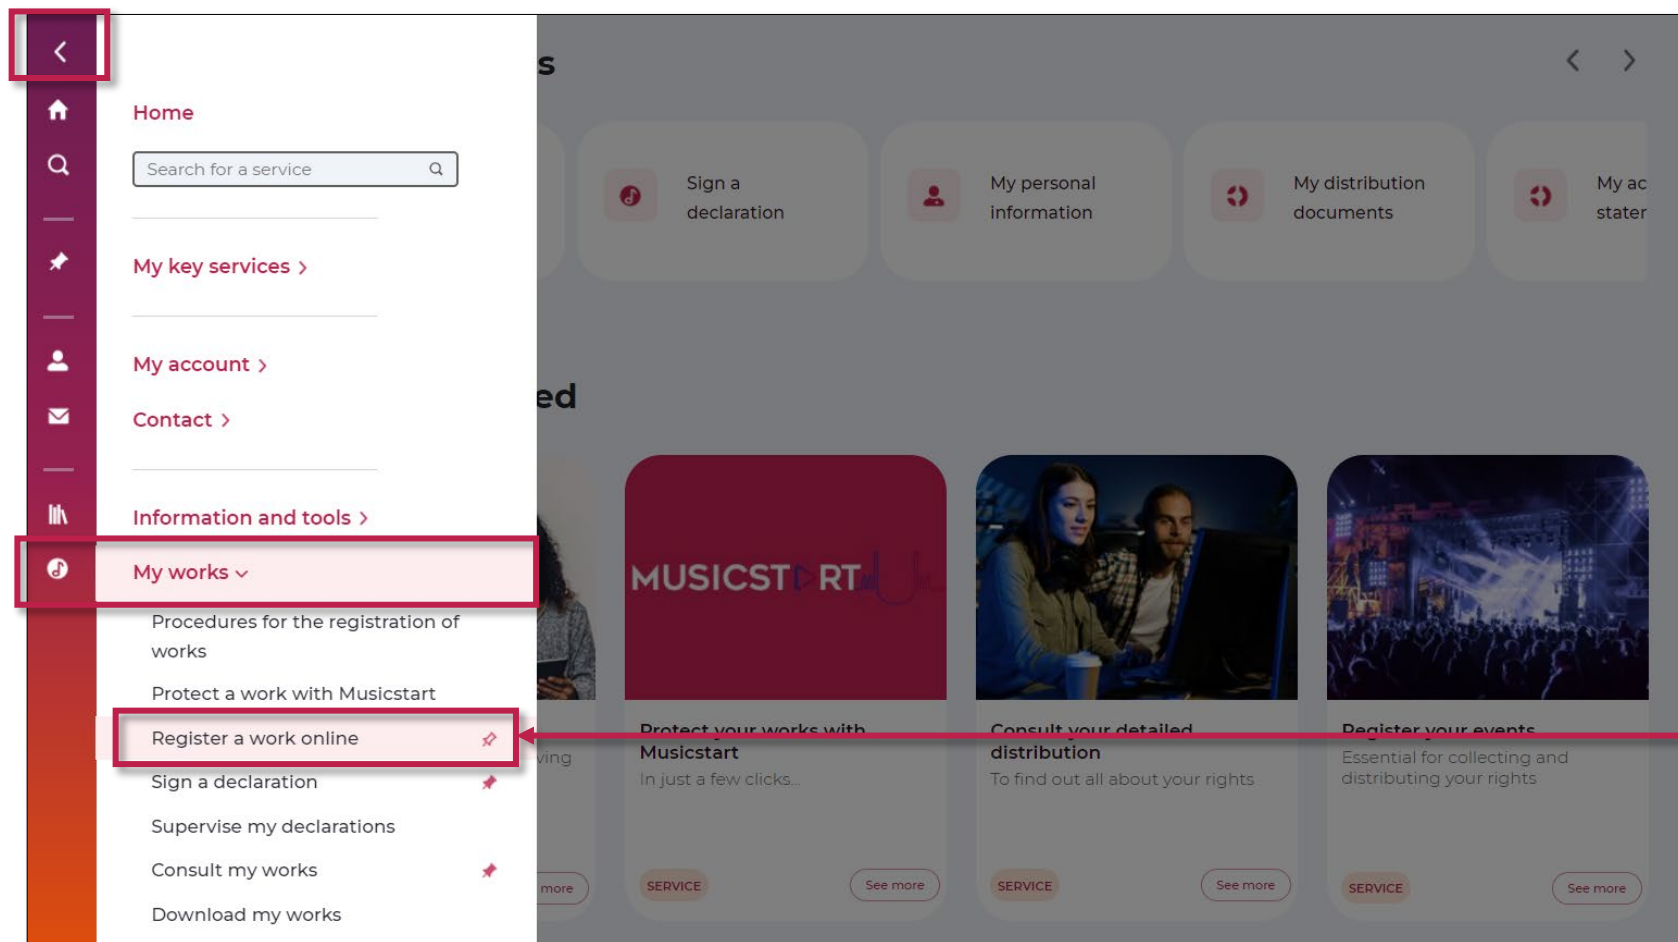 Home
Search for a service
My key services
My account
Contact
Information and tools
My works
Procedures for the registration of
works
Protect a work with Musicstart
Register a work online
Sign a declaration
Supervise my declarations
Consult my works
Download my works
s
Sign a
declaration
My personal
information
My distribution
documents
My ac
stater
ed
ving
more
MUSICSTART
Protect your works with
Musicstart
In just a few clicks...
SERVICE
See more
Consult your detailed
distribution
To find out all about your rights
SERVICE
See more
Register your events
Essential for collecting and
distributing your rights
SERVICE
See more